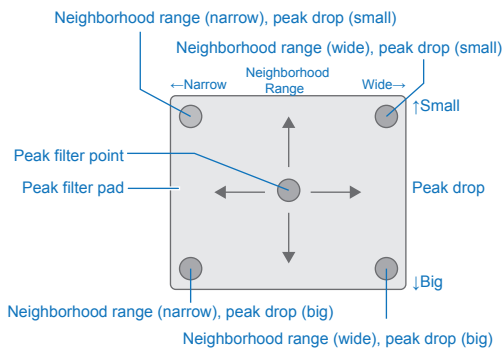 Neighborhood range (narrow), peak drop (small)
Neighborhood range (wide), peak drop (small)
←Narrow
Neighborhood
Range
Wide→
↑Small
Peak filter point
Peak filter pad
Peak drop
↓Big
Neighborhood range (narrow), peak drop (big)
Neighborhood range (wide), peak drop (big)